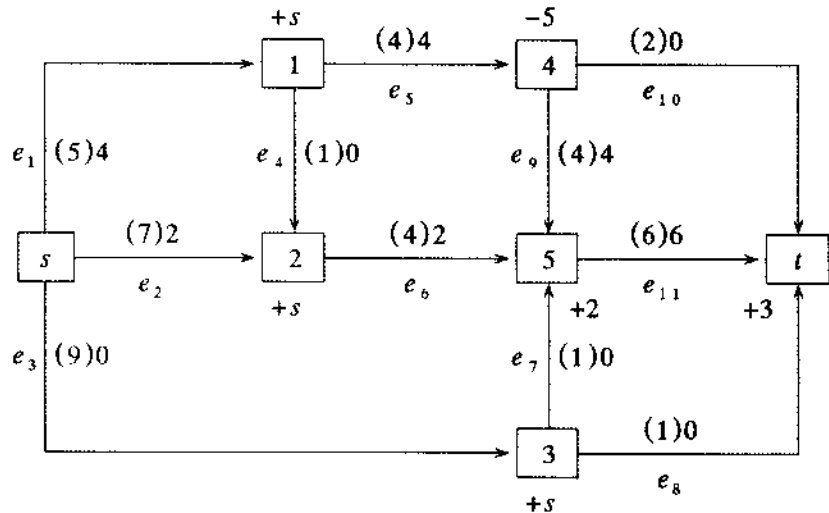 +s
-5
(4)4
(2)0
1
4
e₅
e₁₀
e₁ (5)4
e₄ (1)0
e₉ (4)4
(7)2
(4)2
(6)6
s
2
5
t
e₂
e₆
e₁₁
+s
+2
+3
e₃ (9)0
e₇ (1)0
(1)0
3
e₈
+s